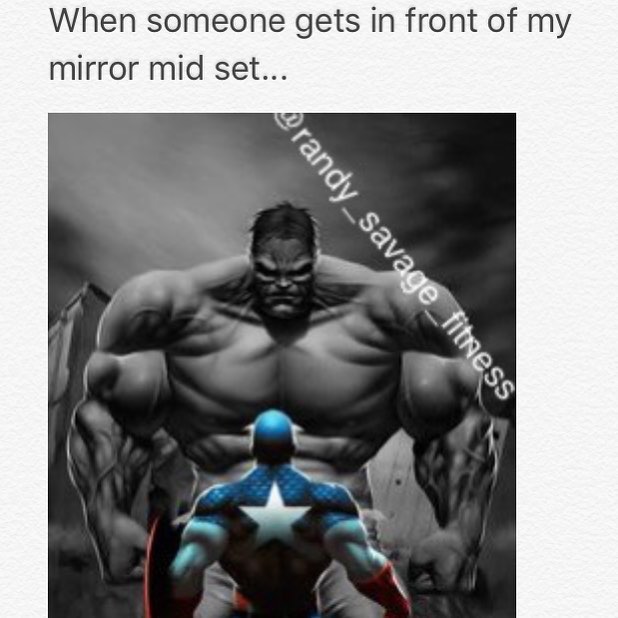 When someone gets in front of my
mirror mid set...
@randy_savage_fitness